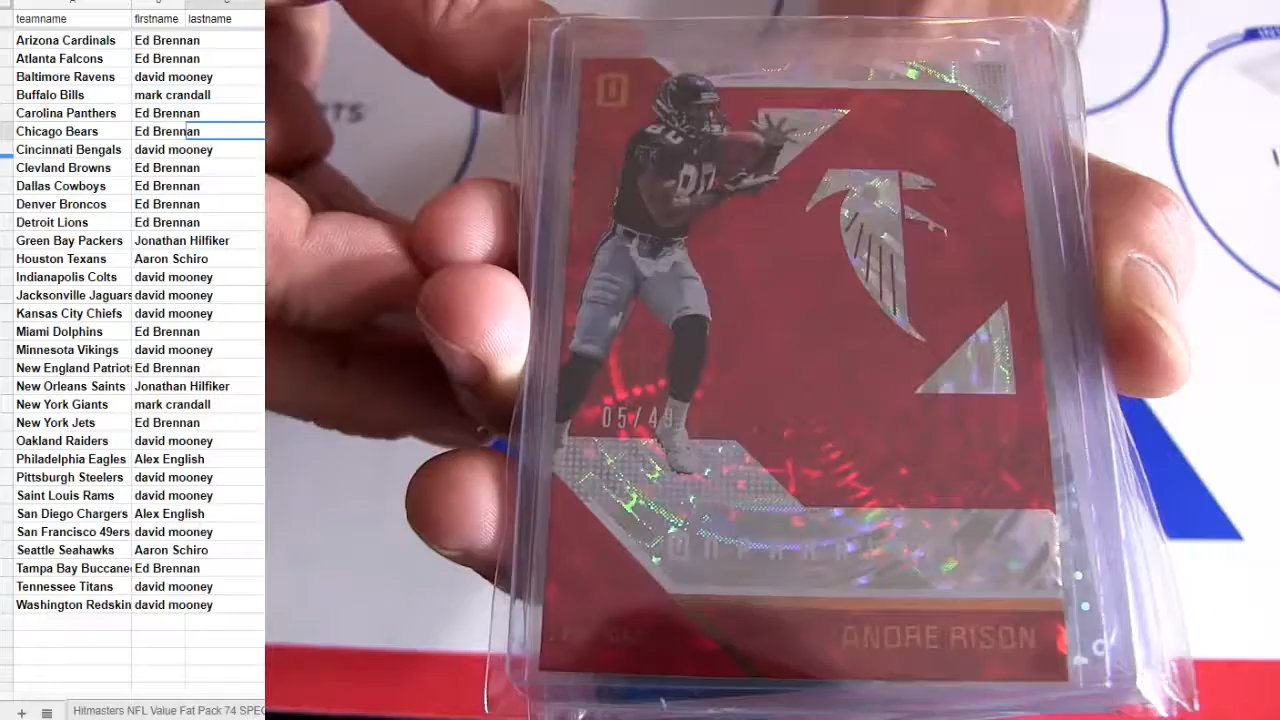 teamname firstname lastname
Arizona Cardinals Ed Brennan
Atlanta Falcons Ed Brennan
Baltimore Ravens david mooney
Buffalo Bills mark crandall
Carolina Panthers Ed Brennan
Chicago Bears Ed Brennan
Cincinnati Bengals david mooney
Clevland Browns Ed Brennan
Dallas Cowboys Ed Brennan
Denver Broncos Ed Brennan
Detroit Lions Ed Brennan
Green Bay Packers Jonathan Hilfiker
Houston Texans Aaron Schiro
Indianapolis Colts david mooney
Jacksonville Jaguars david mooney
Kansas City Chiefs david mooney
Miami Dolphins Ed Brennan
Minnesota Vikings david mooney
New England Patriots Ed Brennan
New Orleans Saints Jonathan Hilfiker
New York Giants mark crandall
New York Jets Ed Brennan
Oakland Raiders david mooney
Philadelphia Eagles Alex English
Pittsburgh Steelers david mooney
Saint Louis Rams david mooney
San Diego Chargers Alex English
San Francisco 49ers david mooney
Seattle Seahawks Aaron Schiro
Tampa Bay Buccane Ed Brennan
Tennessee Titans david mooney
Washington Redskin david mooney
Hitmasters NFL Value Fat Pack 74 SPEC
80
05/49
ANDRE RISON